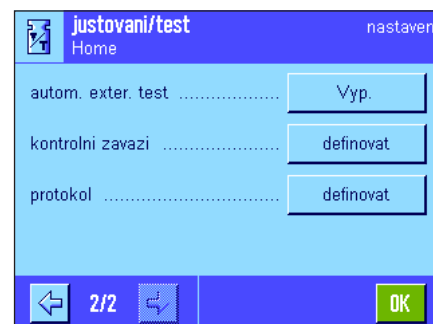 justovani/test
nastaven
Home
autom. exter. test .................. Vyp.
kontrolni zavazi .................. definovat
protokol .................. definovat
2/2
OK